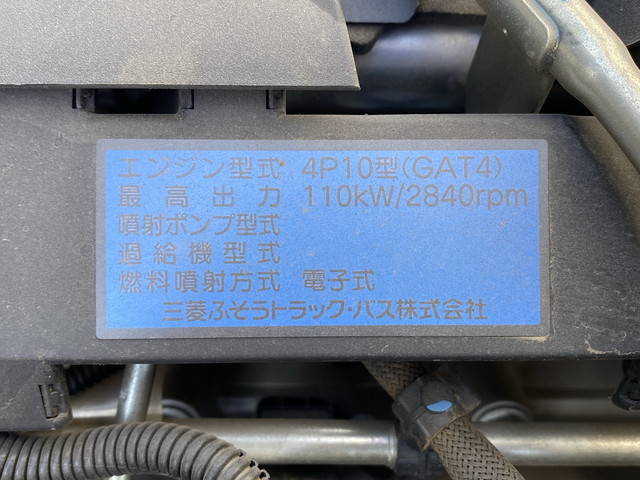 エンジン型式 4P10型(GAT4)
最高出力 110kW/2840rpm
噴射ポンプ型式
過給機型式
燃料噴射方式 電子式
三菱ふそうトラック・バス株式会社